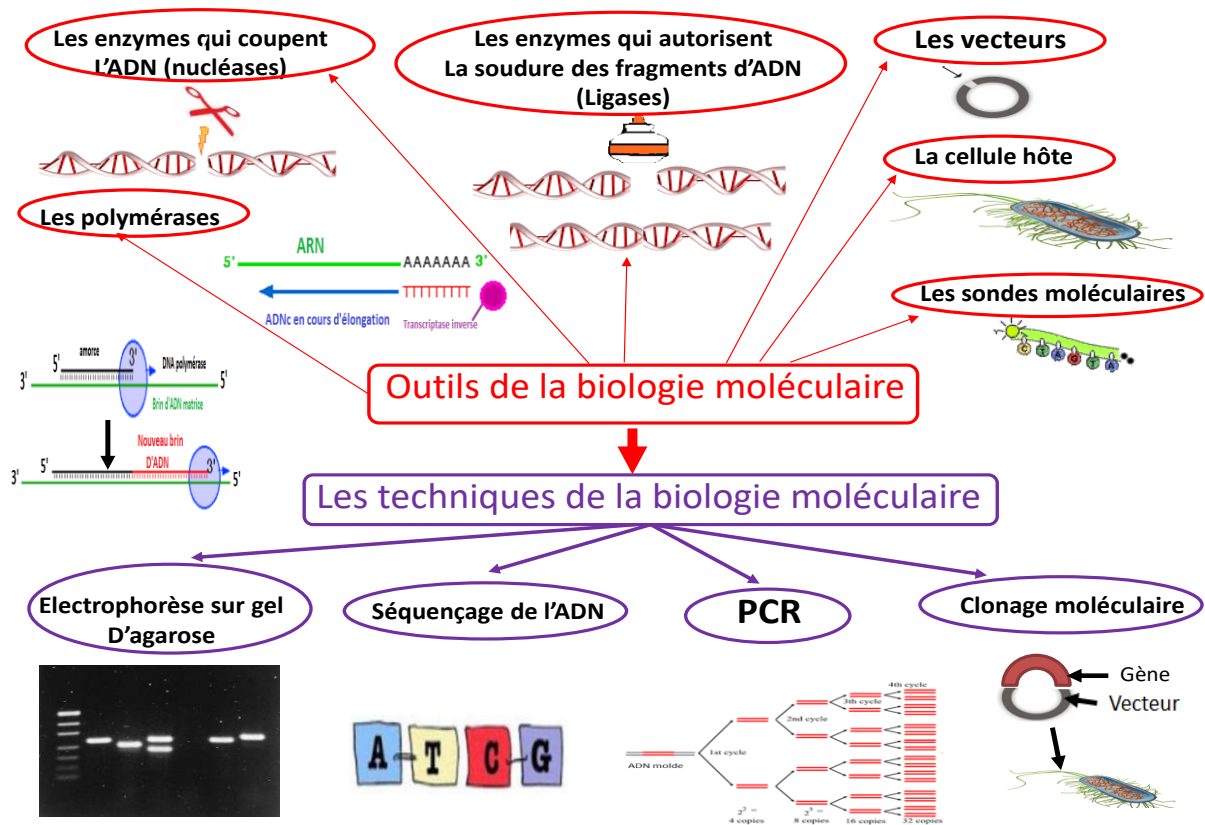 Les enzymes qui coupent
L'ADN (nucléases)
Les enzymes qui autorisent
La soudure des fragments d'ADN
(Ligases)
Les vecteurs
La cellule hôte
Les polymérases
ARN
5' AAAAAAA 3'
TTTTTTTTT
ADNc en cours d'élongation
Transcriptase inverse
Les sondes moléculaires
C T A G T A
amorce
5' 3' DNA polymérase
3' 5'
Brin d'ADN matrice
Nouveau brin
D'ADN
5' 3'
3' 5'
Outils de la biologie moléculaire
Les techniques de la biologie moléculaire
Electrophorèse sur gel
D'agarose
Séquençage de l'ADN
PCR
Clonage moléculaire
A T C G
4th cycle
3th cycle
2nd cycle
1st cycle
ADN molde
2² =
4 copies
2³ =
8 copies
16 copies
32 copies
Gène
Vecteur